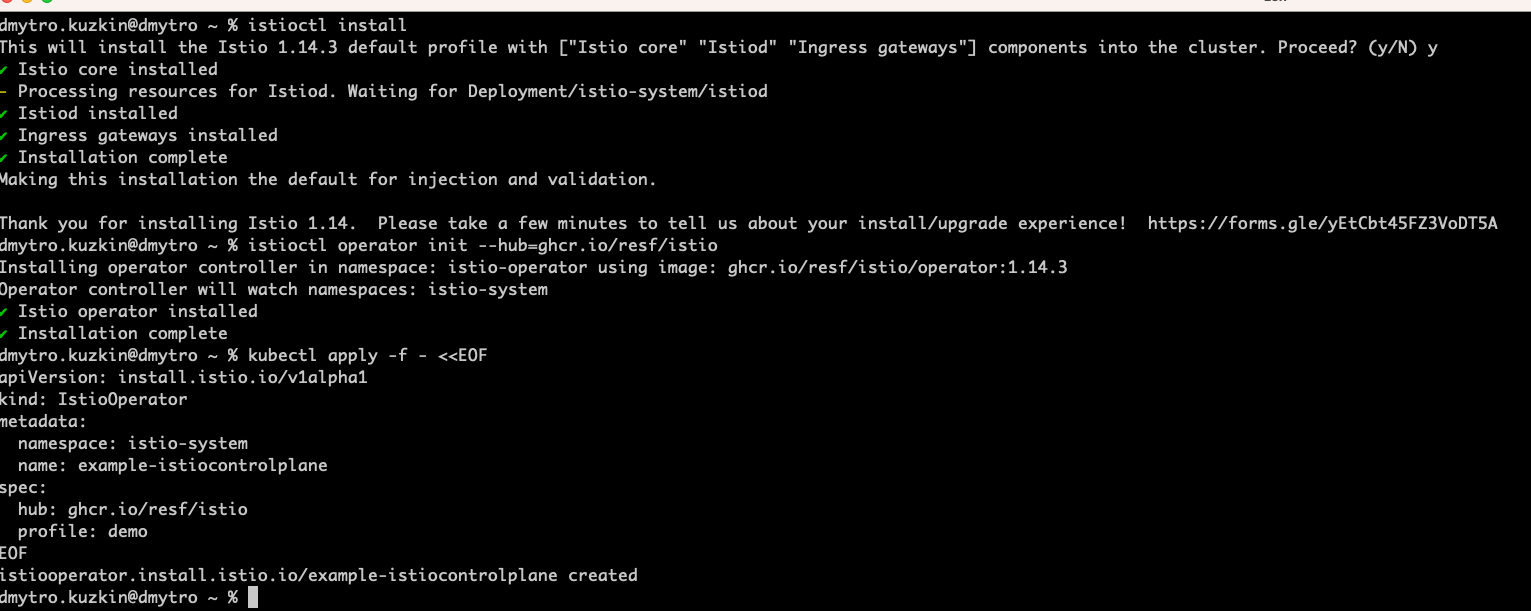 dmytro.kuzkin@dmytro ~ % istioctl install
This will install the Istio 1.14.3 default profile with ["Istio core" "Istiod" "Ingress gateways"] components into the cluster. Proceed? (y/N) y
✔ Istio core installed
- Processing resources for Istiod. Waiting for Deployment/istio-system/istiod
✔ Istiod installed
✔ Ingress gateways installed
✔ Installation complete
Making this installation the default for injection and validation.

Thank you for installing Istio 1.14.  Please take a few minutes to tell us about your install/upgrade experience!  https://forms.gle/yEtCbt45FZ3VoDT5A
dmytro.kuzkin@dmytro ~ % istioctl operator init --hub=ghcr.io/resf/istio
Installing operator controller in namespace: istio-operator using image: ghcr.io/resf/istio/operator:1.14.3
Operator controller will watch namespaces: istio-system
✔ Istio operator installed
✔ Installation complete
dmytro.kuzkin@dmytro ~ % kubectl apply -f - <<EOF
apiVersion: install.istio.io/v1alpha1
kind: IstioOperator
metadata:
  namespace: istio-system
  name: example-istiocontrolplane
spec:
  hub: ghcr.io/resf/istio
  profile: demo
EOF
istiooperator.install.istio.io/example-istiocontrolplane created
dmytro.kuzkin@dmytro ~ %